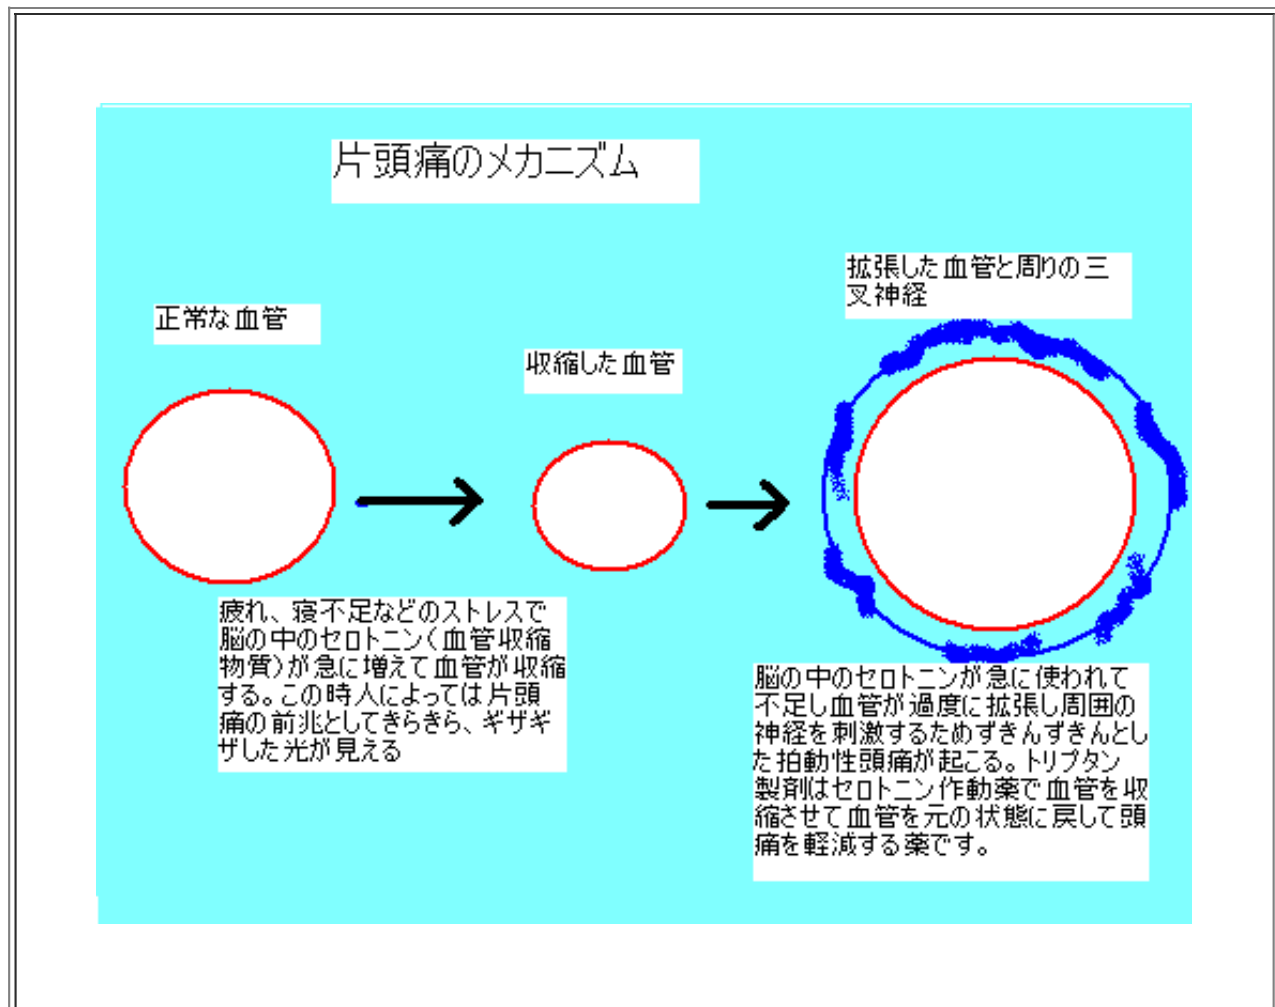 片頭痛のメカニズム
拡張した血管と周りの三
叉神経
正常な血管
収縮した血管
疲れ、寝不足などのストレスで
脳の中のセロトニン(血管収縮
物質)が急に増えて血管が収縮
する。この時人によっては片頭
痛の前兆としてきらきら、ギザギ
ザした光が見える
脳の中のセロトニンが急に使われて
不足し血管が過度に拡張し周囲の
神経を刺激するためずきんずきんとし
た拍動性頭痛が起こる。トリプタン
製剤はセロトニン作動薬で血管を収
縮させて血管を元の状態に戻して頭
痛を軽減する薬です。